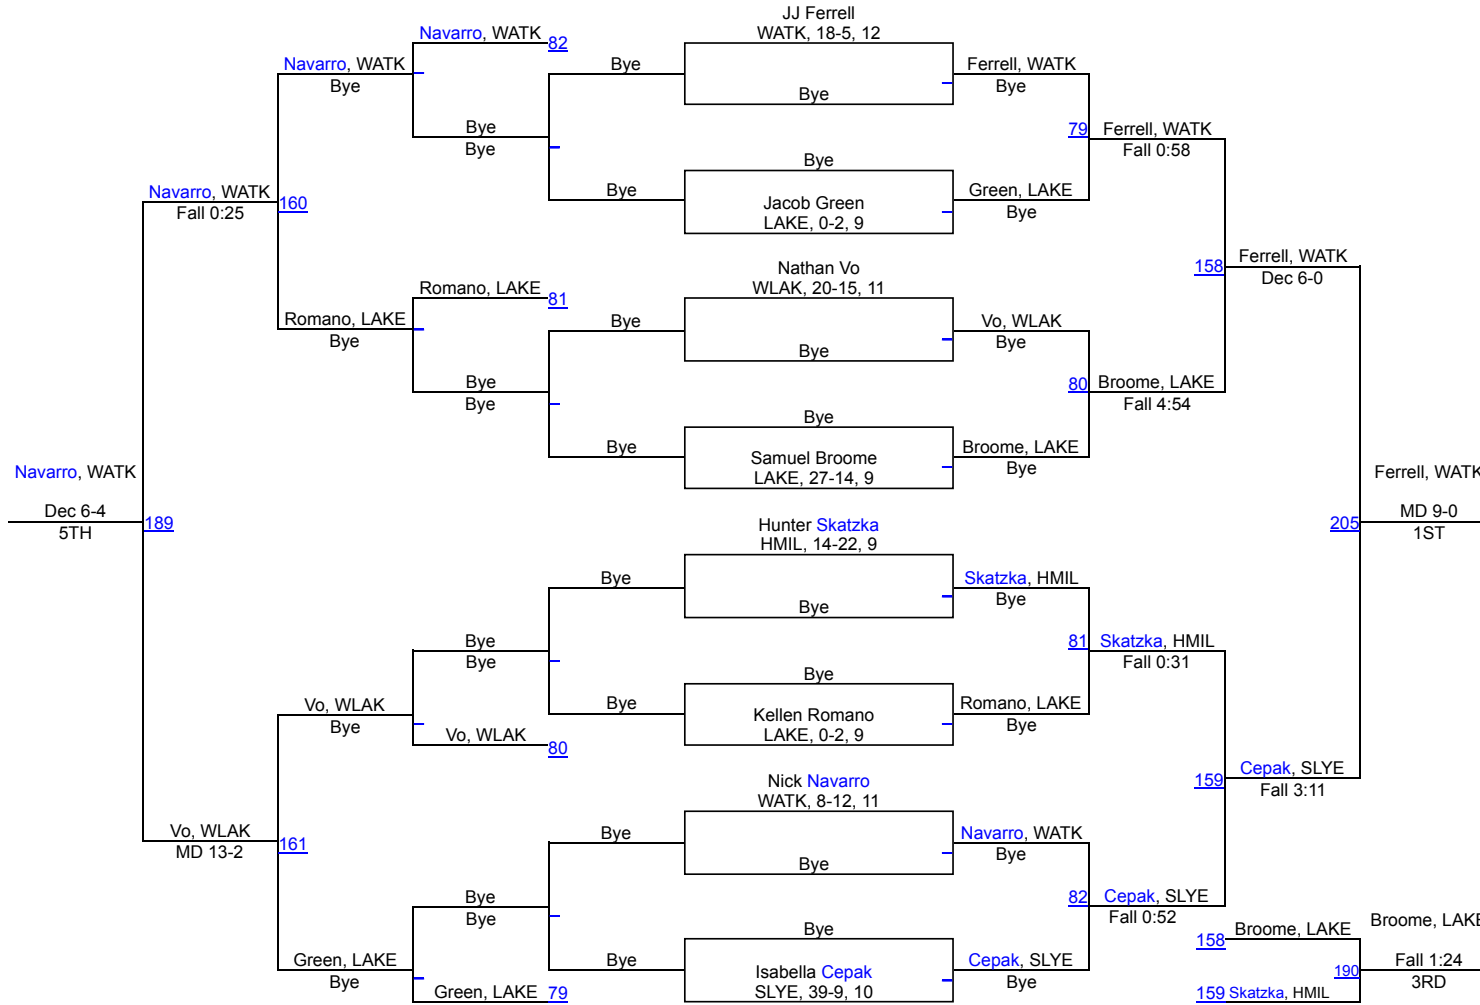 JJ Ferrell
Navarro, WATK 82
WATK, 18-5, 12
Navarro, WATK
Bye
Ferrell, WATK
Bye
Bye
Bye
Bye
79
Ferrell, WATK
Bye
Fall 0:58
Bye
Navarro, WATK
Bye
Green, LAKE
Fall 0:25
160
Jacob Green
Bye
LAKE, 0-2, 9
Ferrell, WATK
Nathan Vo
158
Dec 6-0
Romano, LAKE 81
WLAK, 20-15, 11
Romano, LAKE
Bye
Vo, WLAK
Bye
Bye
Bye
Bye
80
Broome, LAKE
Bye
Fall 4:54
Bye
Bye
Broome, LAKE
Samuel Broome
Bye
LAKE, 27-14, 9
Navarro, WATK
Ferrell, WATK
Dec 6-4
189
205
MD 9-0
5TH
1ST
Hunter Skatzka
HMIL, 14-22, 9
Bye
Skatzka, HMIL
Bye
Bye
Bye
81
Skatzka, HMIL
Bye
Fall 0:31
Bye
Vo, WLAK
Bye
Romano, LAKE
Bye
Kellen Romano
Bye
Vo, WLAK 80
LAKE, 0-2, 9
Cepak, SLYE
159
Fall 3:11
Nick Navarro
WATK, 8-12, 11
Vo, WLAK
Bye
Navarro, WATK
MD 13-2
161
Bye
Bye
Bye
82
Cepak, SLYE
Bye
Fall 0:52
Bye
Broome, LAKE
158
Broome, LAKE
Green, LAKE
Bye
Cepak, SLYE
Fall 1:24
Bye
Isabella Cepak
Bye
190
3RD
Green, LAKE 79
SLYE, 39-9, 10
159 Skatzka, HMIL